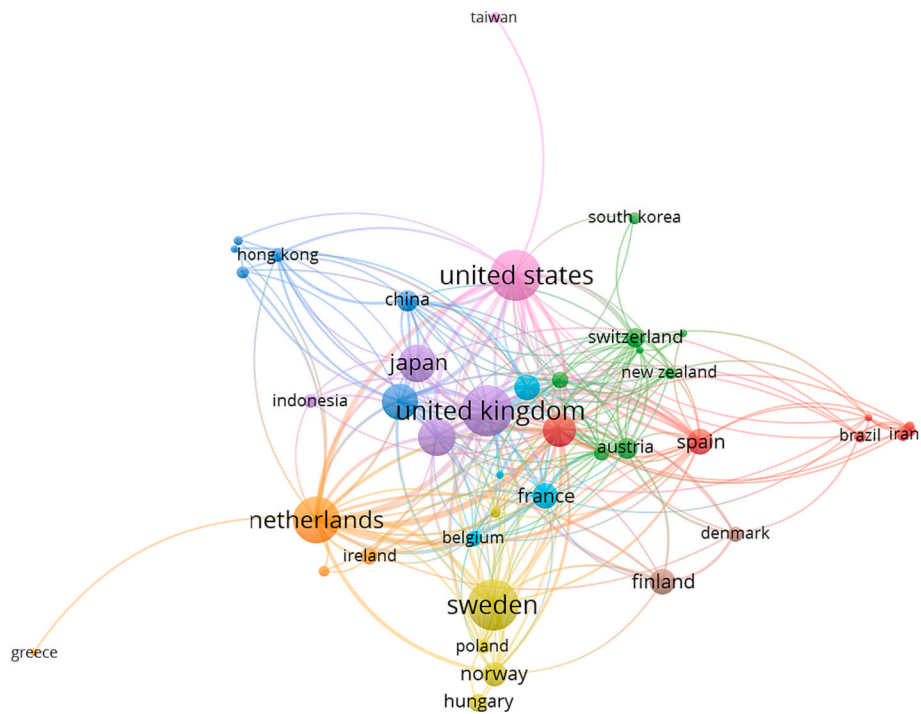 taiwan
south korea
hong kong
united states
china
switzerland
japan
new zealand
indonesia
united kingdom
brazil
iran
spain
austria
france
netherlands
belgium
denmark
ireland
finland
sweden
poland
greece
norway
hungary